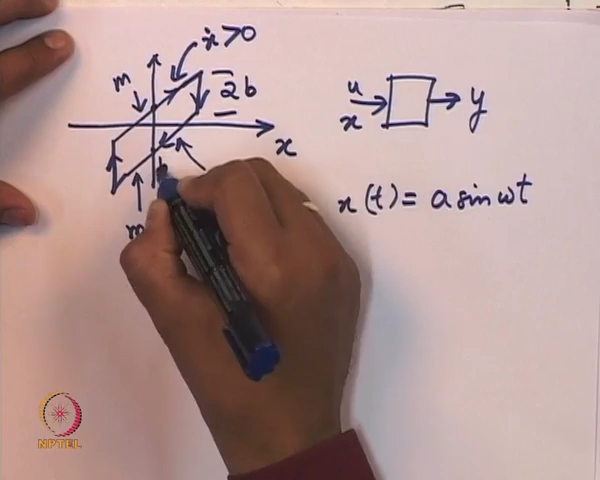 ẋ>0
m
2b
x
m
u
x
y
x(t) = a sin ωt
NPTEL